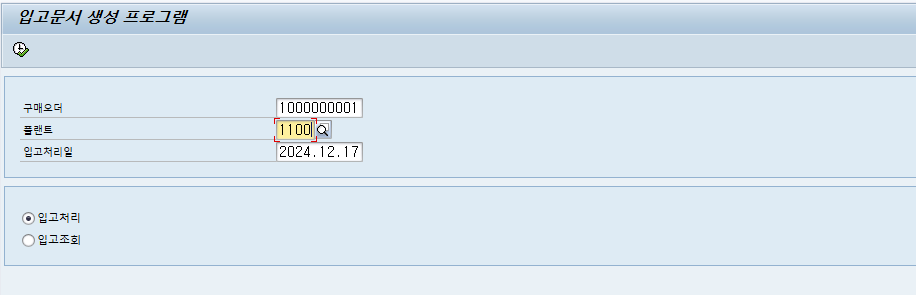 입고문서 생성 프로그램
구매오더 1000000001
플랜트 1100
입고처리일 2024.12.17
입고처리
입고조회